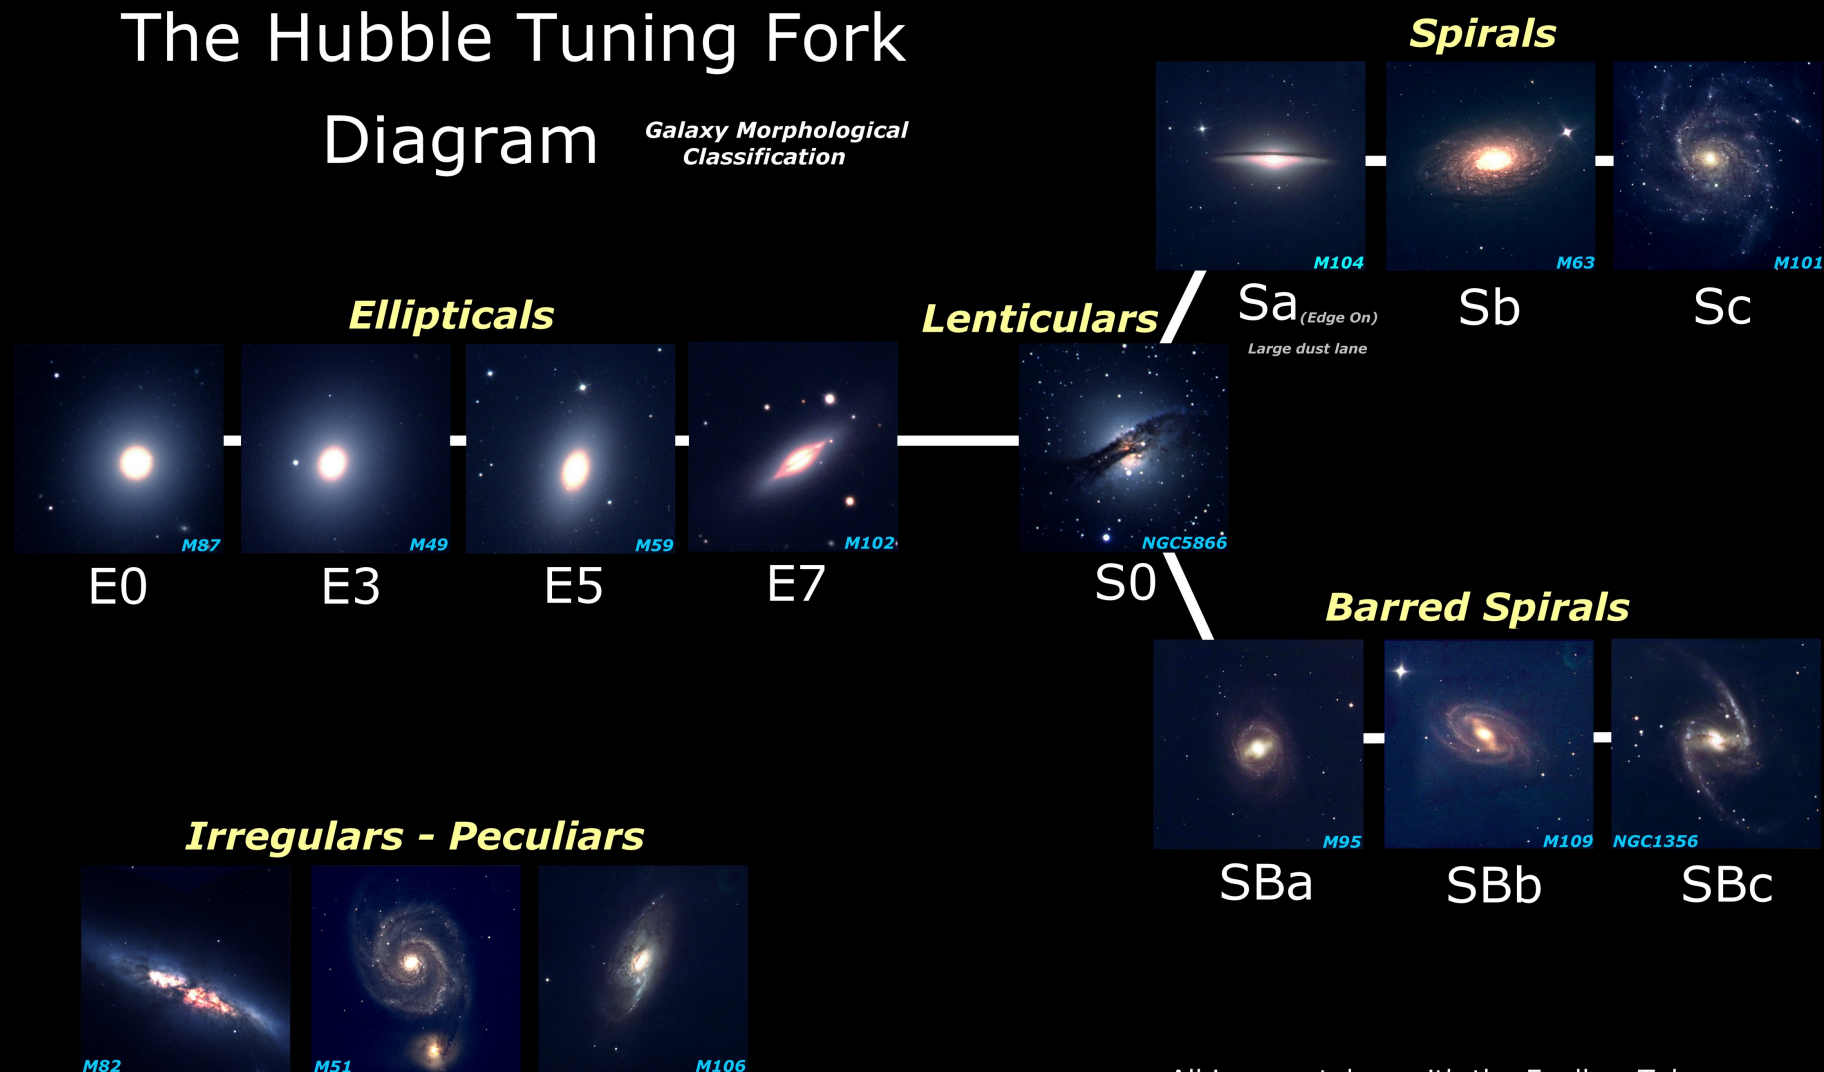 The Hubble Tuning Fork
Diagram
Galaxy Morphological
Classification
Spirals
M104
M63
M101
Sa
(Edge On)
Large dust lane
Sb
Sc
Ellipticals
Lenticulars
M87
M49
M59
M102
NGC5866
E0
E3
E5
E7
S0
Barred Spirals
M95
M109
NGC1356
SBa
SBb
SBc
Irregulars - Peculiars
M82
M51
M106